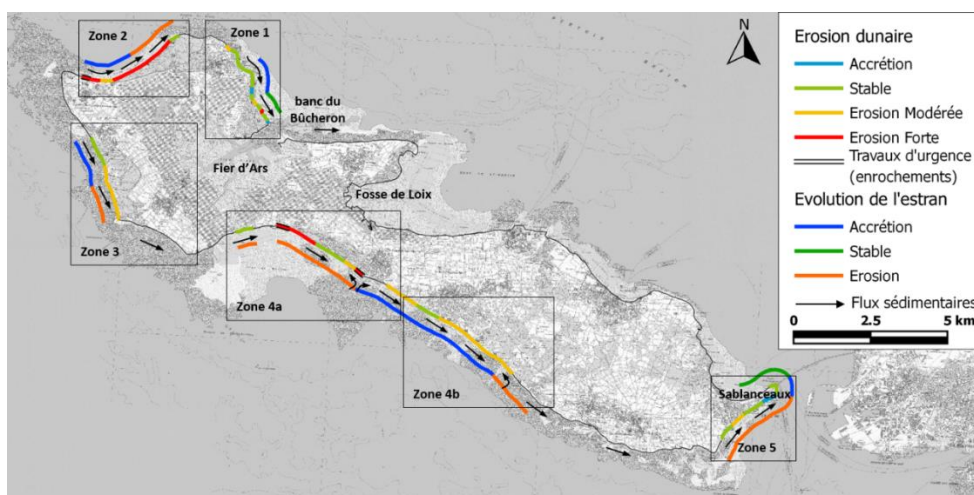 Zone 2
Zone 1
N
banc du
Bûcheron
Fier d'Ars
Fosse de Loix
Zone 3
Zone 4a
Zone 4b
Sablanceaux
Zone 5
Erosion dunaire
Accrétion
Stable
Erosion Modérée
Erosion Forte
Travaux d'urgence
(enrochements)
Evolution de l'estran
Accrétion
Stable
Erosion
Flux sédimentaires
0 2.5 5 km